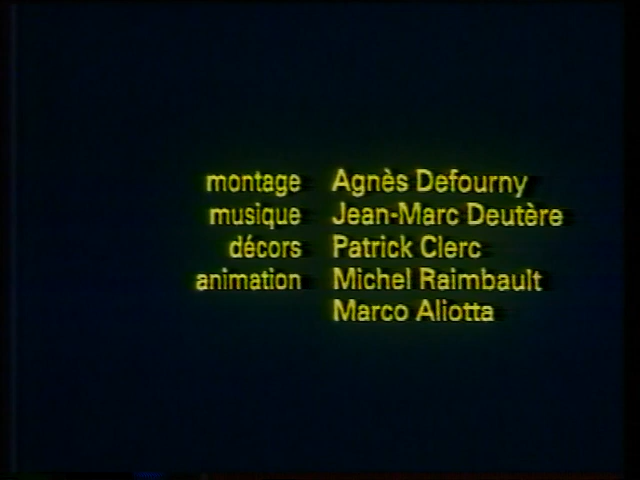 montage Agnès Defourny
musique Jean-Marc Deutère
décors Patrick Clerc
animation Michel Raimbault
Marco Aliotta